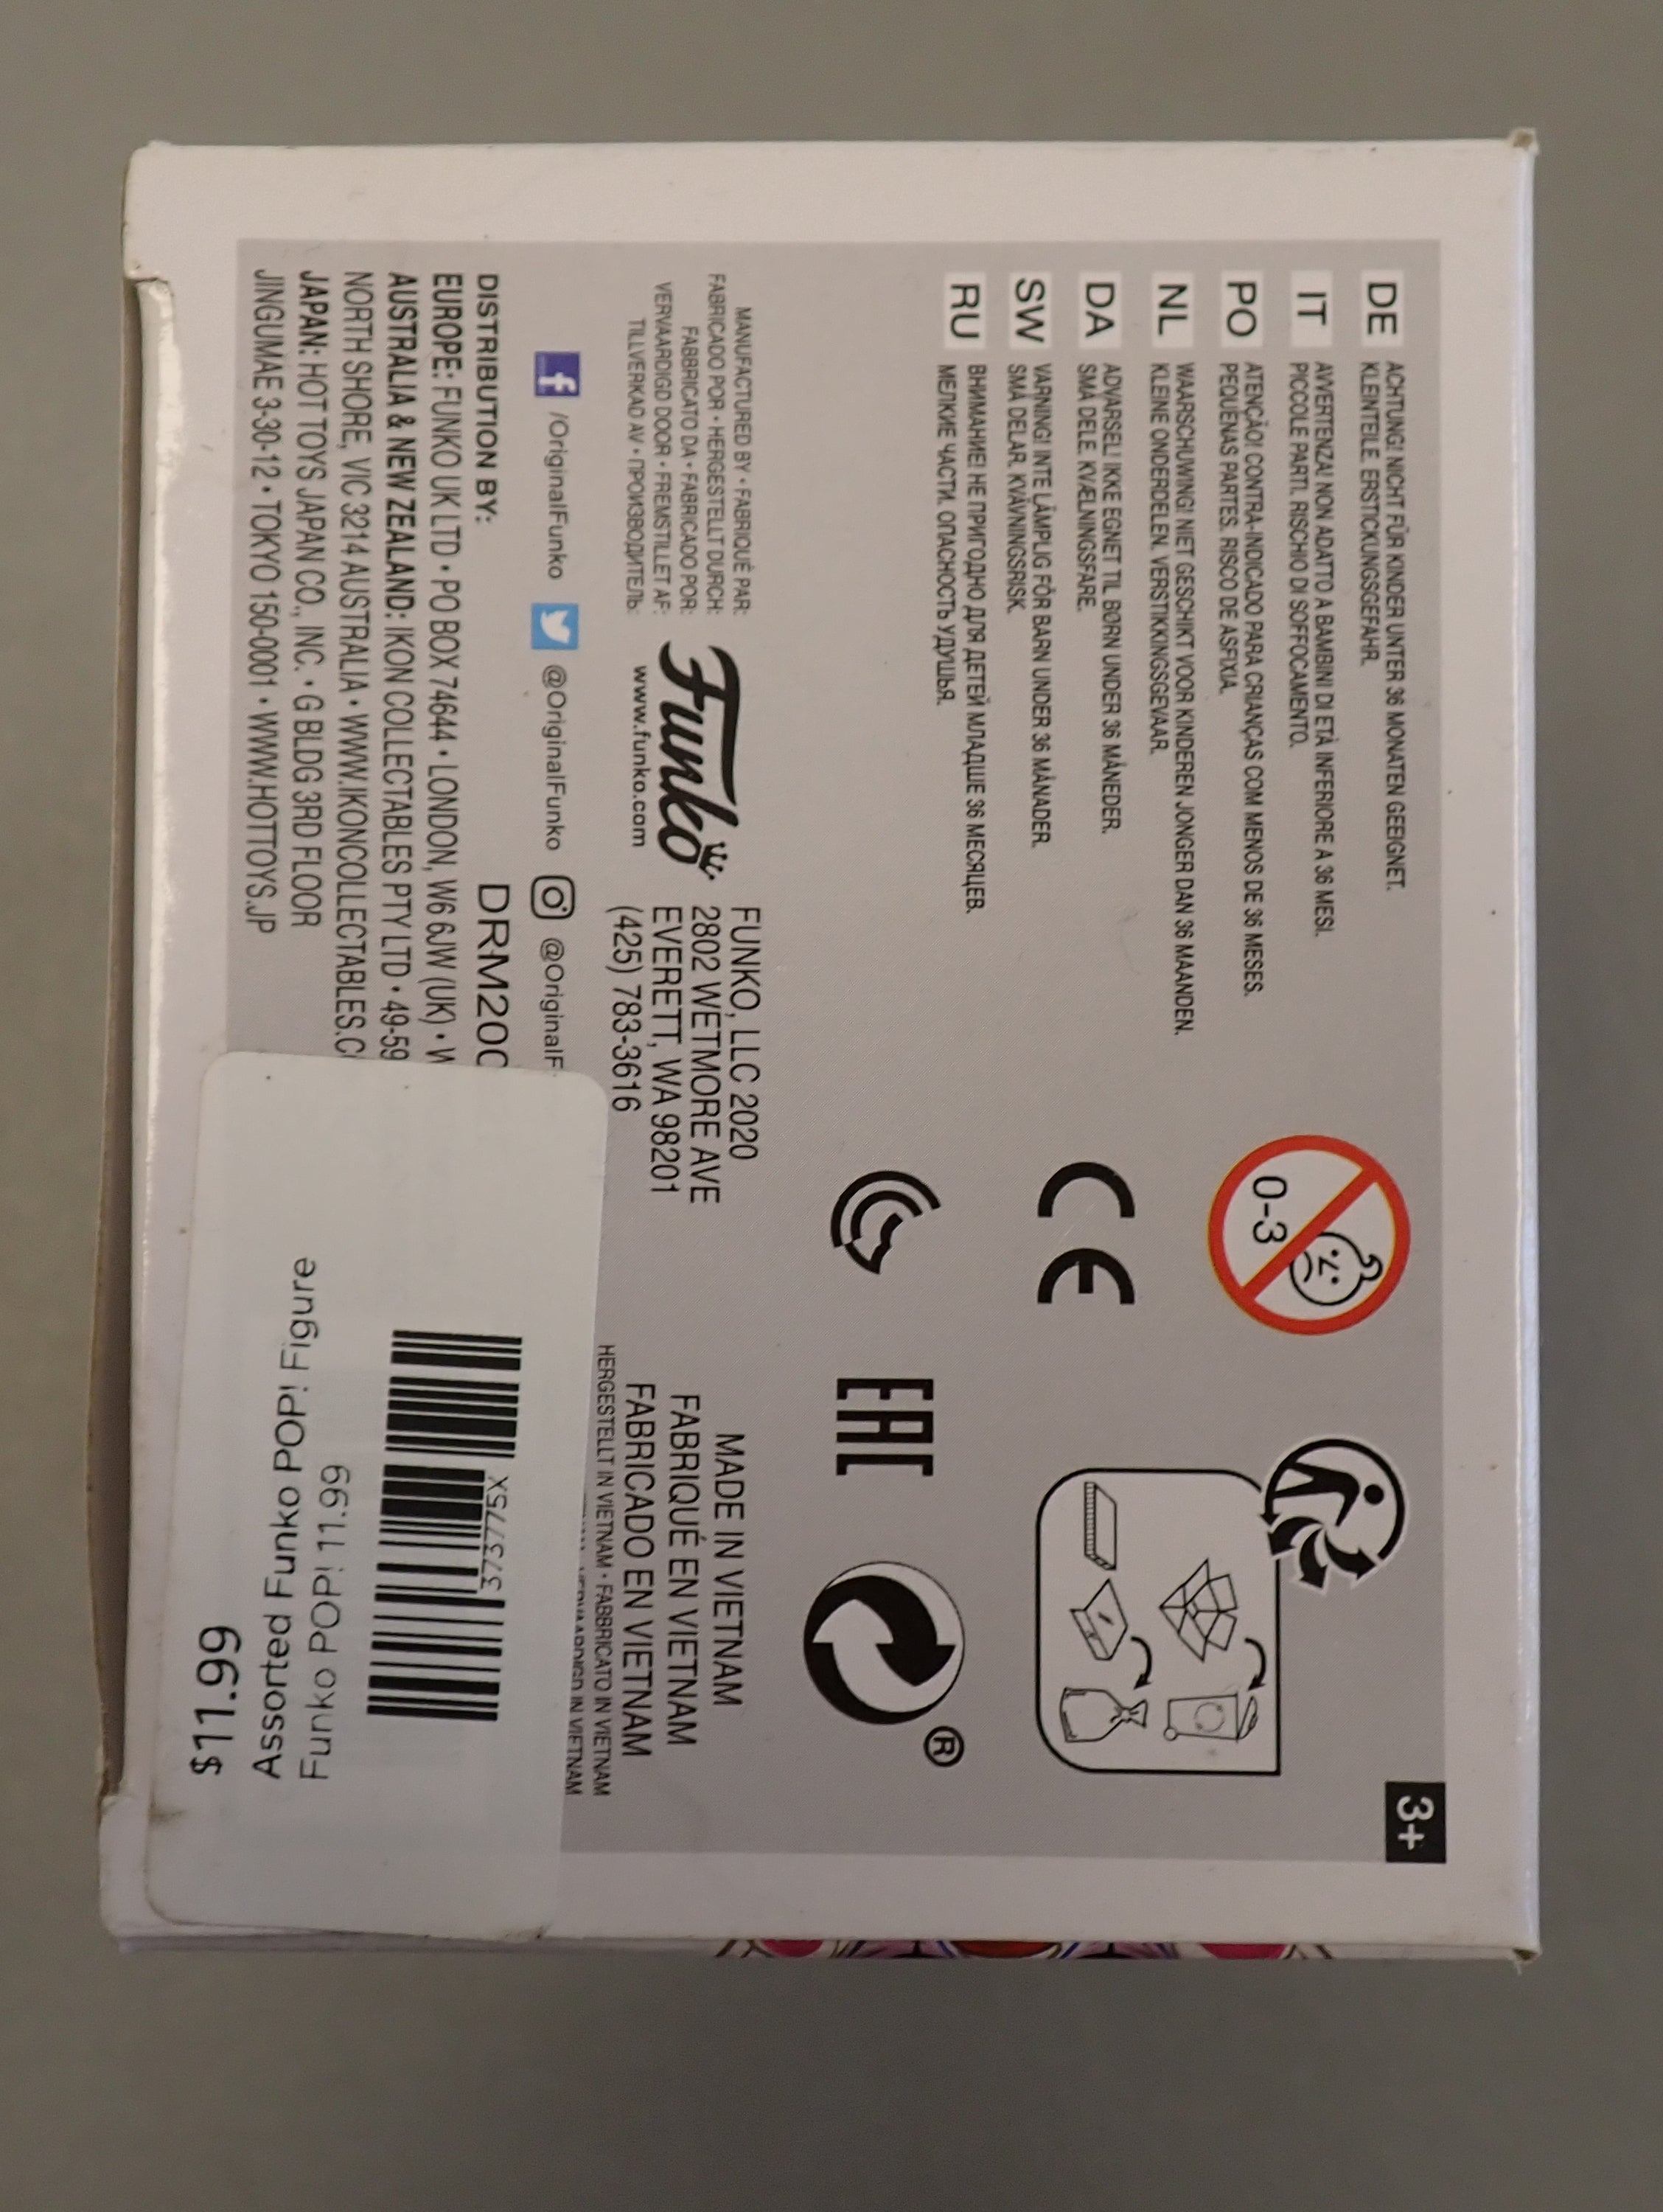 3+
DE ACHTUNG! NICHT FÜR KINDER UNTER 36 MONATEN GEEIGNET.
KLEINTEILE. ERSTICKUNGSGEFAHR.
IT AVVERTENZA! NON ADATTO A BAMBINI DI ETÀ INFERIORE A 36 MESI.
PICCOLE PARTI. RISCHIO DI SOFFOCAMENTO.
PO ATENÇÃO! CONTRA-INDICADO PARA CRIANÇAS COM MENOS DE 36 MESES.
PEQUENAS PARTES. RISCO DE ASFIXIA.
NL WAARSCHUWING! NIET GESCHIKT VOOR KINDEREN JONGER DAN 36 MAANDEN.
KLEINE ONDERDELEN. VERSTIKKINGSGEVAAR.
DA ADVARSEL! IKKE EGNET TIL BØRN UNDER 36 MÅNEDER.
SMÅ DELE. KVÆLNINGSFARE.
SW VARNING! INTE LÄMPLIG FÖR BARN UNDER 36 MÅNADER.
SMÅ DELAR. KVÄVNINGSRISK.
RU ВНИМАНИЕ! НЕ ПРИГОДНО ДЛЯ ДЕТЕЙ МЛАДШЕ 36 МЕСЯЦЕВ.
МЕЛКИЕ ЧАСТИ. ОПАСНОСТЬ УДУШЬЯ.
0-3
CE
EAC
®
MANUFACTURED BY • FABRIQUÉ PAR:
FABRICADO POR • HERGESTELLT DURCH:
FABBRICATO DA • FABRICADO POR:
VERVAARDIGD DOOR • FREMSTILLET AF:
TILLVERKAD AV • ПРОИЗВОДИТЕЛЬ:
Funko
www.funko.com
FUNKO, LLC 2020
2802 WETMORE AVE
EVERETT, WA 98201
(425) 783-3616
MADE IN VIETNAM
FABRIQUÉ EN VIETNAM
FABRICADO EN VIETNAM
HERGESTELLT IN VIETNAM • FABBRICATO IN VIETNAM
VERVAARDIGD IN VIETNAM
f /OriginalFunko @OriginalFunko @OriginalF
DISTRIBUTION BY: DRM200
EUROPE: FUNKO UK LTD • PO BOX 74644 • LONDON, W6 6JW (UK) • W
AUSTRALIA & NEW ZEALAND: IKON COLLECTABLES PTY LTD • 49-59
NORTH SHORE, VIC 3214 AUSTRALIA • WWW.IKONCOLLECTABLES.C
JAPAN: HOT TOYS JAPAN CO., INC. • G BLDG 3RD FLOOR
JINGUMAE 3-30-12 • TOKYO 150-0001 • WWW.HOTTOYS.JP
$11.99
Assorted Funko POP! Figure
Funko POP! 11.99
373775X